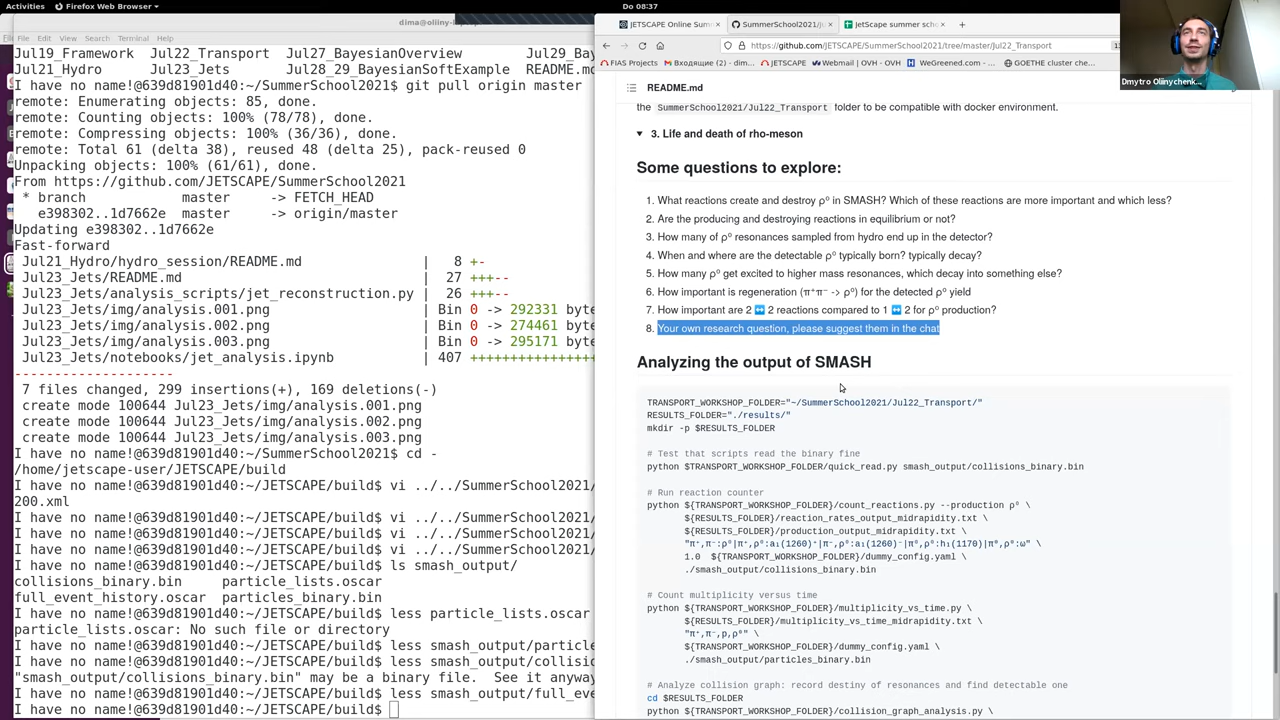 Activities
Firefox Web Browser
Do 08:37
dima@oliiny-l
File Edit View Search Terminal Help
Jul19_Framework Jul22_Transport Jul27_BayesianOverview Jul29_Ba
Jul21_Hydro Jul23_Jets Jul28_29_BayesianSoftExample README.m
I have no name!@639d81901d40:~/SummerSchool2021$ git pull origin master
remote: Enumerating objects: 85, done.
remote: Counting objects: 100% (78/78), done.
remote: Compressing objects: 100% (36/36), done.
remote: Total 61 (delta 38), reused 48 (delta 25), pack-reused 0
Unpacking objects: 100% (61/61), done.
From https://github.com/JETSCAPE/SummerSchool2021
* branch master -> FETCH_HEAD
e398302..1d7662e master -> origin/master
Updating e398302..1d7662e
Fast-forward
Jul21_Hydro/hydro_session/README.md | 8 +-
Jul23_Jets/README.md | 27 +++--
Jul23_Jets/analysis_scripts/jet_reconstruction.py | 26 +++--
Jul23_Jets/img/analysis.001.png | Bin 0 -> 292331 byte
Jul23_Jets/img/analysis.002.png | Bin 0 -> 274461 byte
Jul23_Jets/img/analysis.003.png | Bin 0 -> 295171 byte
Jul23_Jets/notebooks/jet_analysis.ipynb | 407 ++++++++++++++
-------------------
7 files changed, 299 insertions(+), 169 deletions(-)
create mode 100644 Jul23_Jets/img/analysis.001.png
create mode 100644 Jul23_Jets/img/analysis.002.png
create mode 100644 Jul23_Jets/img/analysis.003.png
I have no name!@639d81901d40:~/SummerSchool2021$ cd -
/home/jetscape-user/JETSCAPE/build
I have no name!@639d81901d40:~/JETSCAPE/build$ vi ../../SummerSchool2021/
200.xml
I have no name!@639d81901d40:~/JETSCAPE/build$ vi ../../SummerSchool2021/
I have no name!@639d81901d40:~/JETSCAPE/build$ vi ../../SummerSchool2021/
I have no name!@639d81901d40:~/JETSCAPE/build$ vi ../../SummerSchool2021/
I have no name!@639d81901d40:~/JETSCAPE/build$ ls smash_output/
collisions_binary.bin particle_lists.oscar
full_event_history.oscar particles_binary.bin
I have no name!@639d81901d40:~/JETSCAPE/build$ less particle_lists.oscar
particle_lists.oscar: No such file or directory
I have no name!@639d81901d40:~/JETSCAPE/build$ less smash_output/particle
I have no name!@639d81901d40:~/JETSCAPE/build$ less smash_output/collisio
"smash_output/collisions_binary.bin" may be a binary file. See it anyway
I have no name!@639d81901d40:~/JETSCAPE/build$ less smash_output/full_eve
I have no name!@639d81901d40:~/JETSCAPE/build$
JETSCAPE Online Summ
SummerSchool2021/
JetScape summer sch
https://github.com/JETSCAPE/SummerSchool2021/tree/master/Jul22_Transport
FIAS Projects
Входящие (2) - dim...
JETSCAPE
Webmail | OVH - OVH
WeGreened.com
GOETHE cluster che...
Dmytro Oliinychenk...
README.md
the SummerSchool2021/Jul22_Transport folder to be compatible with docker environment.
▼ 3. Life and death of rho-meson
Some questions to explore:
1. What reactions create and destroy ρ⁰ in SMASH? Which of these reactions are more important and which less?
2. Are the producing and destroying reactions in equilibrium or not?
3. How many of ρ⁰ resonances sampled from hydro end up in the detector?
4. When and where are the detectable ρ⁰ typically born? typically decay?
5. How many ρ⁰ get excited to higher mass resonances, which decay into something else?
6. How important is regeneration (π⁺π⁻ -> ρ⁰) for the detected ρ⁰ yield
7. How important are 2 ↔ 2 reactions compared to 1 ↔ 2 for ρ⁰ production?
8. Your own research question, please suggest them in the chat
Analyzing the output of SMASH
TRANSPORT_WORKSHOP_FOLDER="~/SummerSchool2021/Jul22_Transport/"
RESULTS_FOLDER="./results/"
mkdir -p $RESULTS_FOLDER
# Test that scripts read the binary fine
python $TRANSPORT_WORKSHOP_FOLDER/quick_read.py smash_output/collisions_binary.bin
# Run reaction counter
python ${TRANSPORT_WORKSHOP_FOLDER}/count_reactions.py --production ρ⁰ \
${RESULTS_FOLDER}/reaction_rates_output_midrapidity.txt \
${RESULTS_FOLDER}/production_output_midrapidity.txt \
"π⁺,π⁻:ρ⁰|π⁺,ρ⁰:a₁(1260)⁺|π⁻,ρ⁰:a₁(1260)⁻|π⁰,ρ⁰:h₁(1170)|π⁰,ρ⁰:ω" \
1.0 ${TRANSPORT_WORKSHOP_FOLDER}/dummy_config.yaml \
./smash_output/collisions_binary.bin
# Count multiplicity versus time
python ${TRANSPORT_WORKSHOP_FOLDER}/multiplicity_vs_time.py \
${RESULTS_FOLDER}/multiplicity_vs_time_midrapidity.txt \
"π⁺,π⁻,p,ρ⁰" \
${TRANSPORT_WORKSHOP_FOLDER}/dummy_config.yaml \
./smash_output/particles_binary.bin
# Analyze collision graph: record destiny of resonances and find detectable one
cd $RESULTS_FOLDER
python ${TRANSPORT_WORKSHOP_FOLDER}/collision_graph_analysis.py \